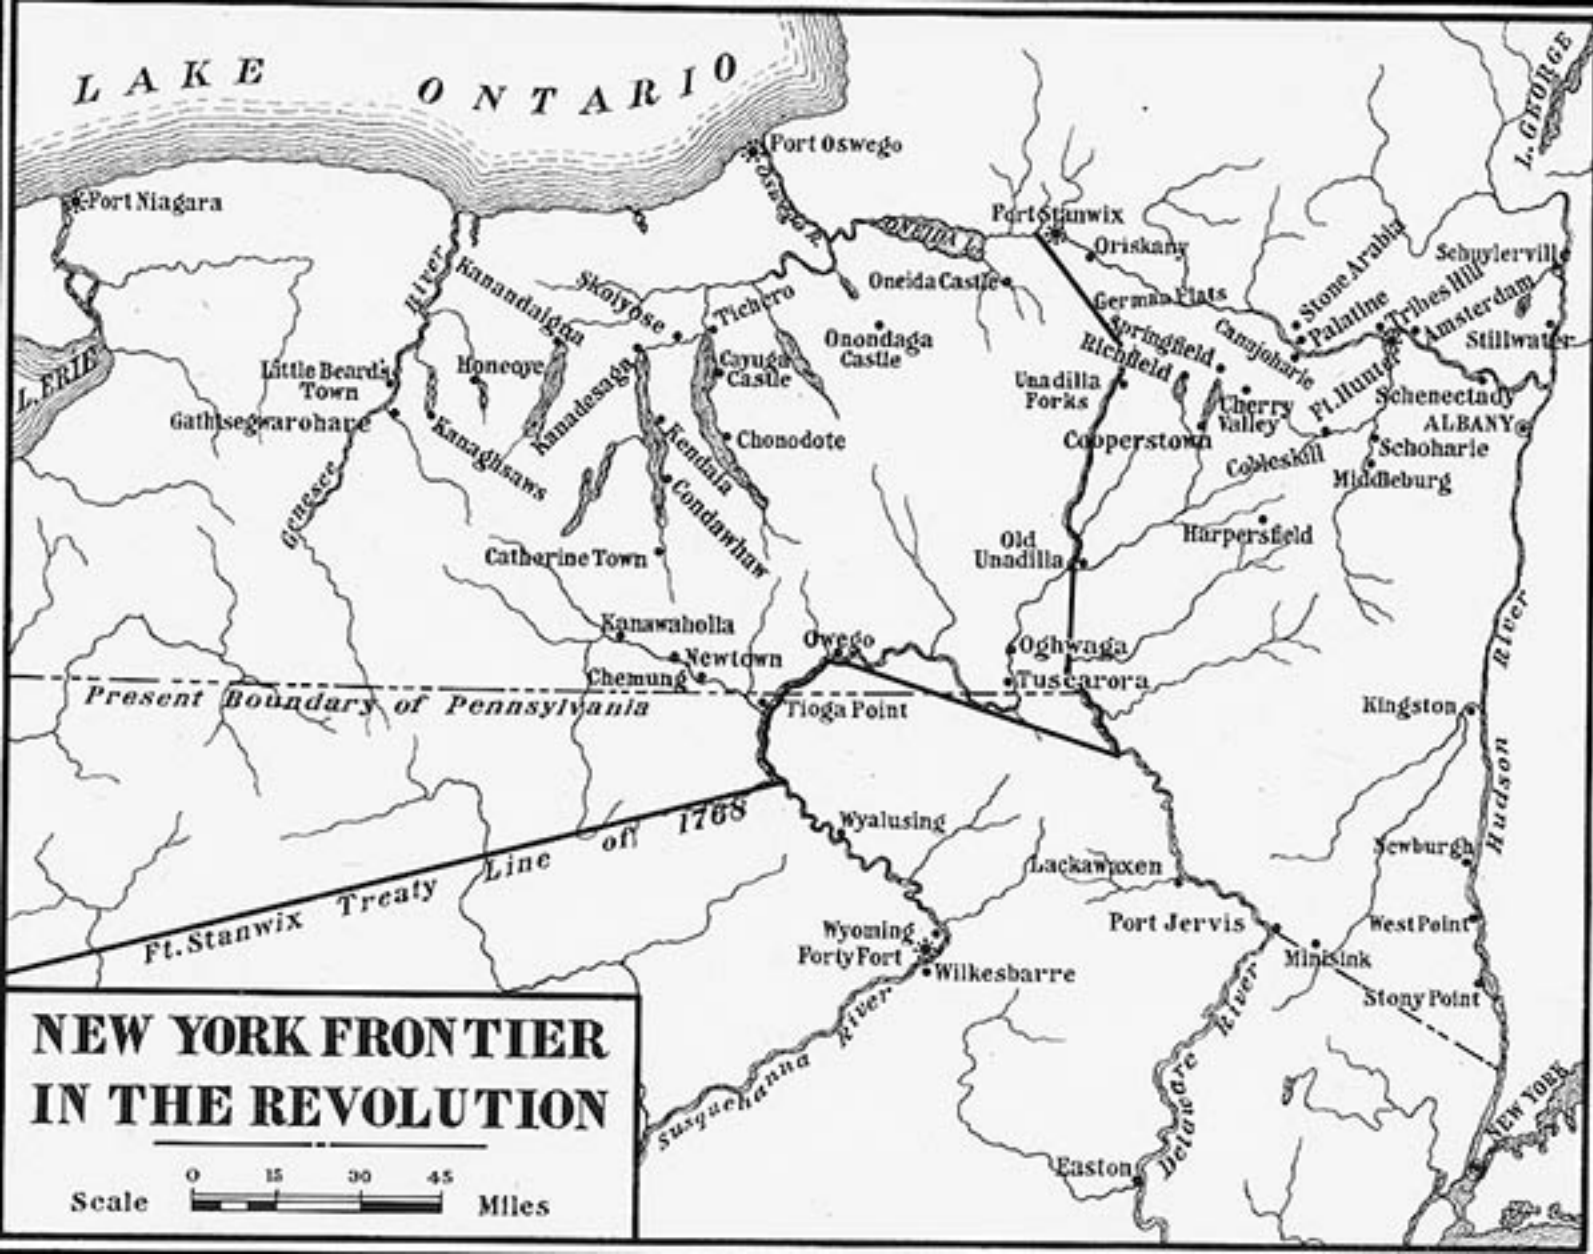 LAKE ONTARIO
L. GEORGE
Fort Oswego
Oswego R.
Fort Niagara
Fort Stanwix
ONEIDA L.
Oriskany
Stone Arabia
Schuylerville
River
Kanandaigua
Skoiyose
Tichero
Oneida Castle
German Flats
Palatine
Tribes Hill
Amsterdam
Springfield
Canajoharie
Richfield
Stillwater
L. ERIE
Little Beard's
Town
Honeoye
Kanadesaga
Cayuga
Castle
Onondaga
Castle
Unadilla
Forks
Ft. Hunter
Schenectady
Gathtsegwarohare
Cherry
Valley
ALBANY
Kanaghsaws
Kendaia
Chonodote
Cooperstown
Cobleskill
Schoharie
Middleburg
Genesee
Condawhaw
Harpersfield
Catherine Town
Old
Unadilla
Kanawaholla
Owego
Oghwaga
River
Newtown
Chemung
Tuscarora
Present Boundary of Pennsylvania
Tioga Point
Kingston
Hudson
Ft. Stanwix Treaty Line of 1768
Wyalusing
Newburgh
Lackawaxen
Wyoming
Forty Fort
Wilkesbarre
Port Jervis
West Point
Minisink
Stony Point
Susquehanna River
Delaware River
NEW YORK
Easton
NEW YORK FRONTIER
IN THE REVOLUTION
0 15 30 45
Scale Miles